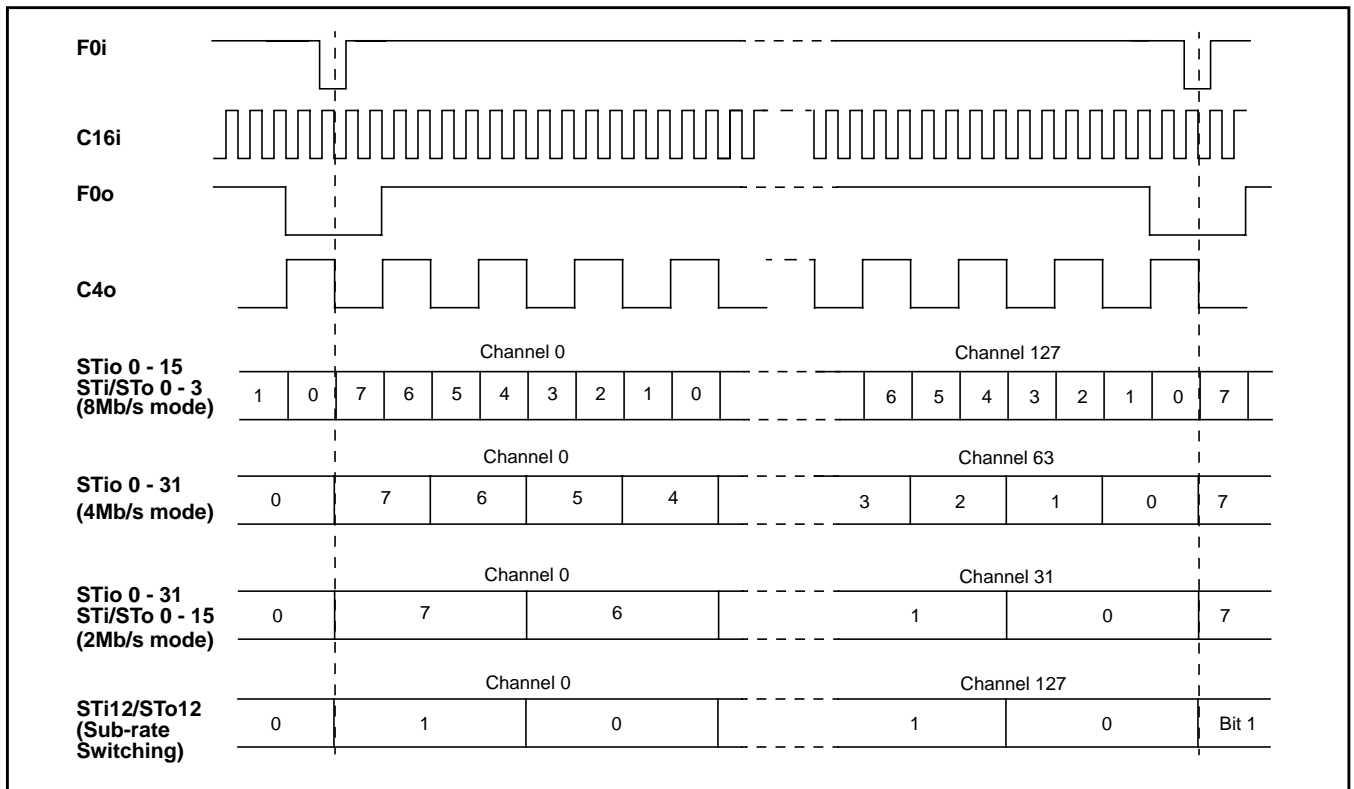 F0i
C16i
F0o
C4o
STio 0 - 15
STi/STo 0 - 3
(8Mb/s mode)
Channel 0
Channel 127
1 0 7 6 5 4 3 2 1 0
6 5 4 3 2 1 0 7
STio 0 - 31
(4Mb/s mode)
Channel 0
Channel 63
0 7 6 5 4
3 2 1 0 7
STio 0 - 31
STi/STo 0 - 15
(2Mb/s mode)
Channel 0
Channel 31
0 7 6
1 0 7
STi12/STo12
(Sub-rate
Switching)
Channel 0
Channel 127
0 1 0
1 0 Bit 1